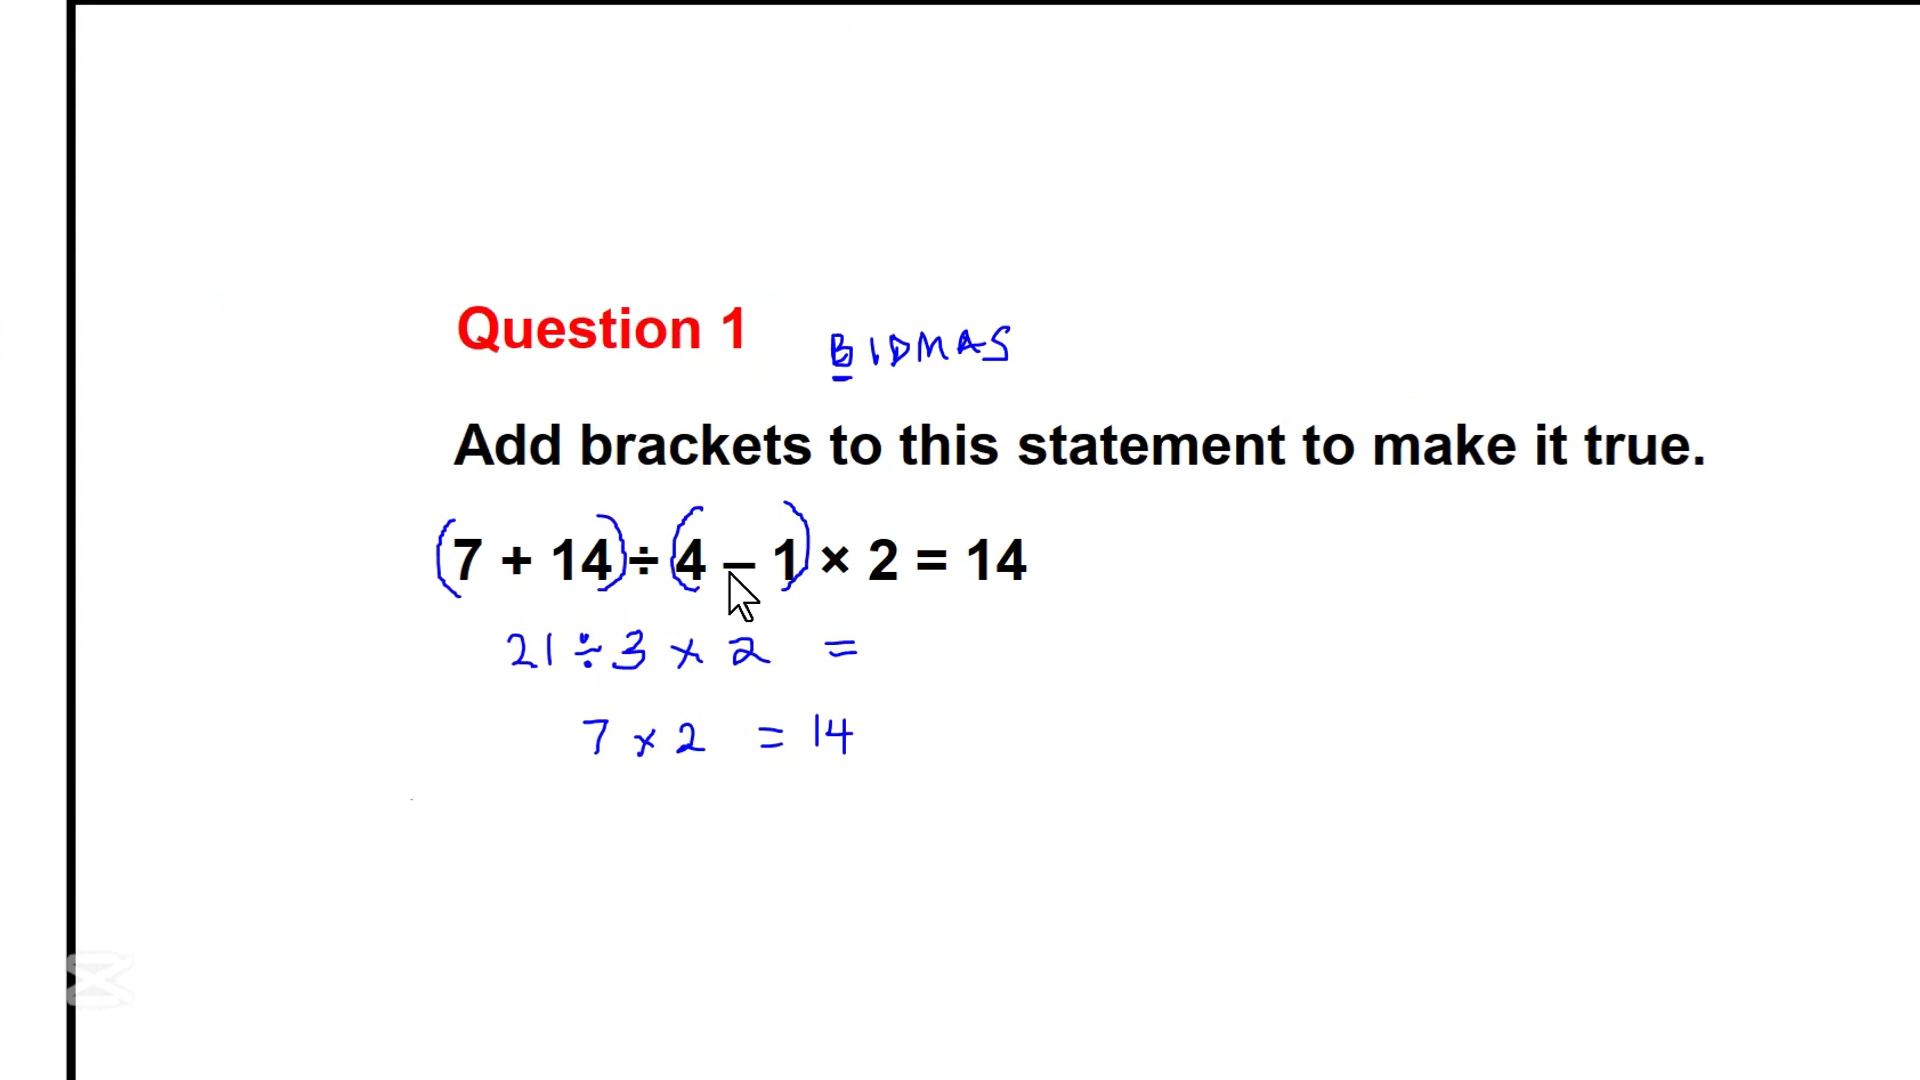 Question 1 BIDMAS
Add brackets to this statement to make it true.
(7 + 14) ÷ (4 – 1) × 2 = 14
21 ÷ 3 × 2 =
7 × 2 = 14